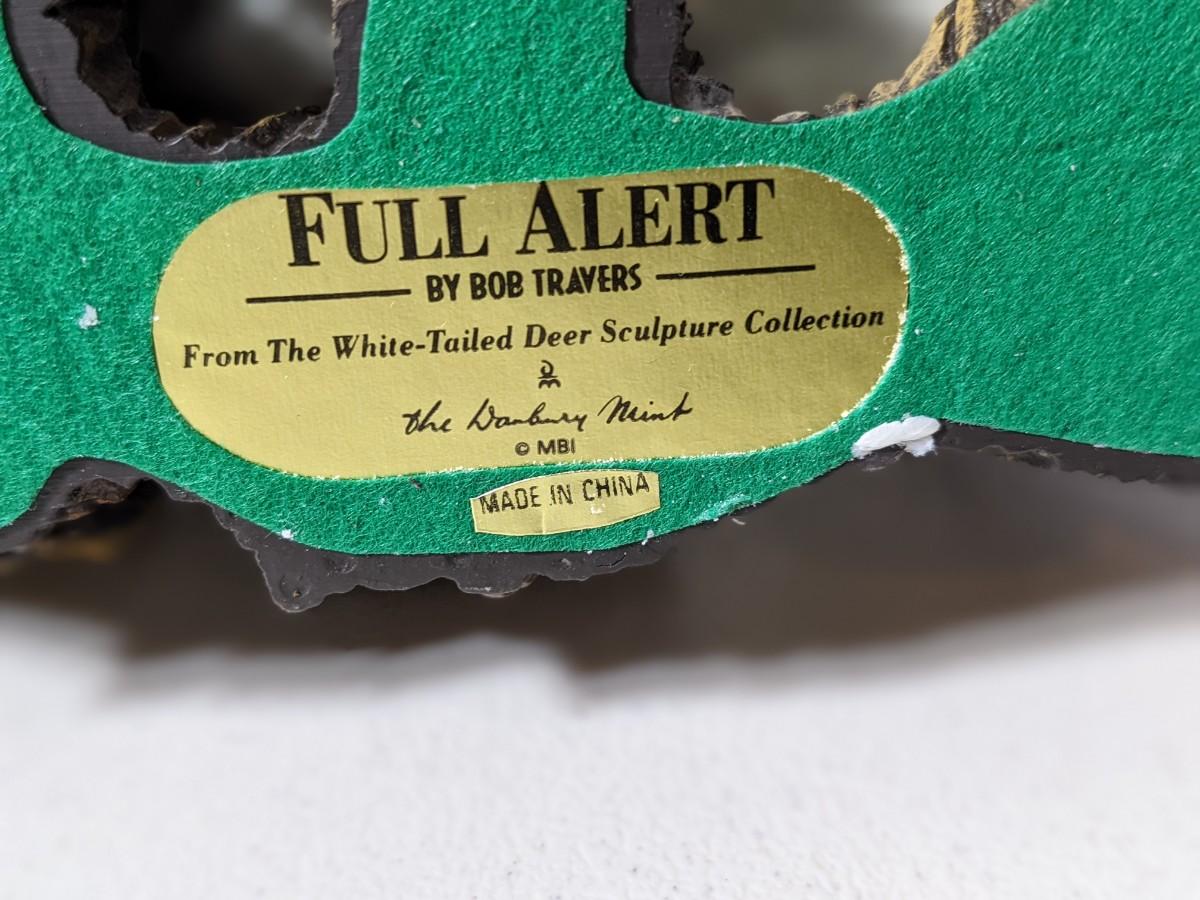 FULL ALERT
BY BOB TRAVERS
From The White-Tailed Deer Sculpture Collection
The Danbury Mint
© MBI
MADE IN CHINA